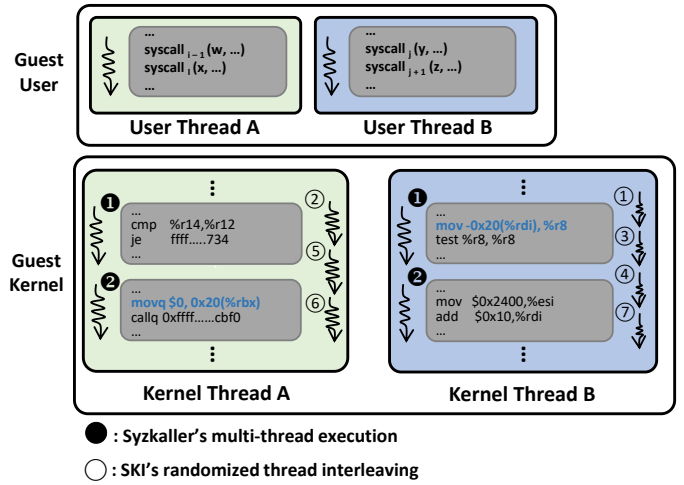 Guest
User
...
syscall i – 1 (w, ...)
syscall i (x, ...)
...
User Thread A
...
syscall j (y, ...)
syscall j + 1 (z, ...)
...
User Thread B
Guest
Kernel
⋮
❶
...
cmp %r14,%r12
je ffff.....734
...
❷
...
movq $0, 0x20(%rbx)
callq 0xffff......cbf0
...
⋮
②
⑤
⑥
Kernel Thread A
⋮
❶
...
mov -0x20(%rdi), %r8
test %r8, %r8
...
❷
...
mov $0x2400,%esi
add $0x10,%rdi
...
⋮
①
③
④
⑦
Kernel Thread B
● : Syzkaller's multi-thread execution
○ : SKI's randomized thread interleaving